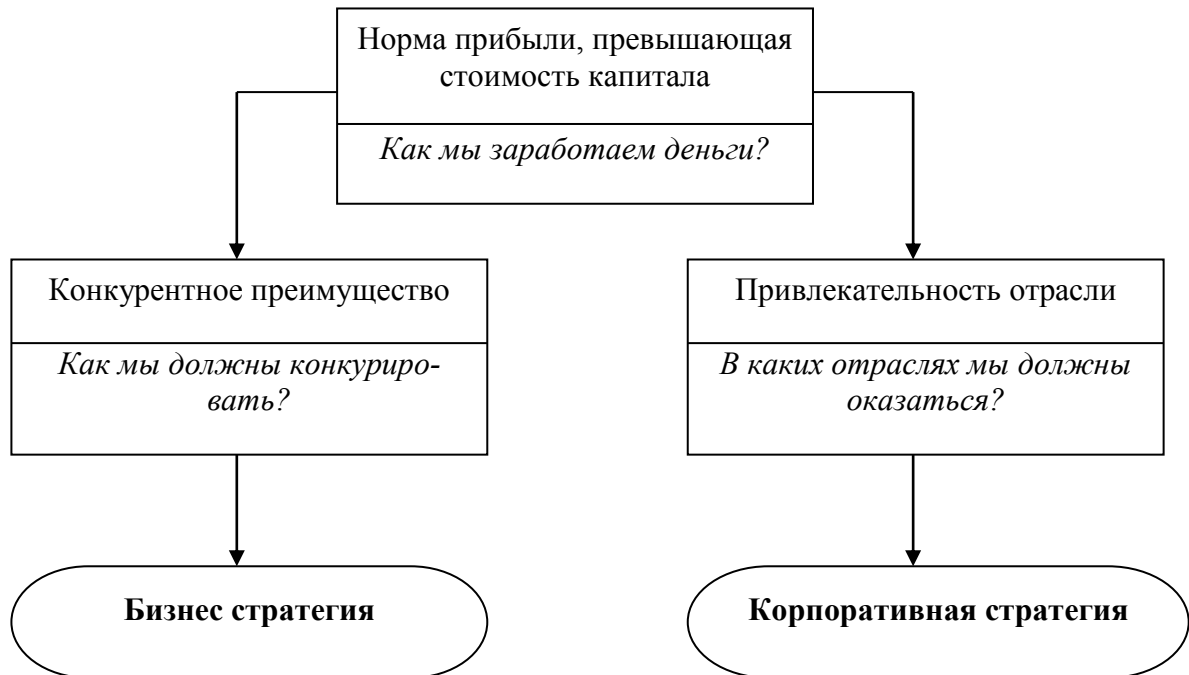 Норма прибыли, превышающая
стоимость капитала
Как мы заработаем деньги?
Конкурентное преимущество
Как мы должны конкуриро-
вать?
Привлекательность отрасли
В каких отраслях мы должны
оказаться?
Бизнес стратегия
Корпоративная стратегия